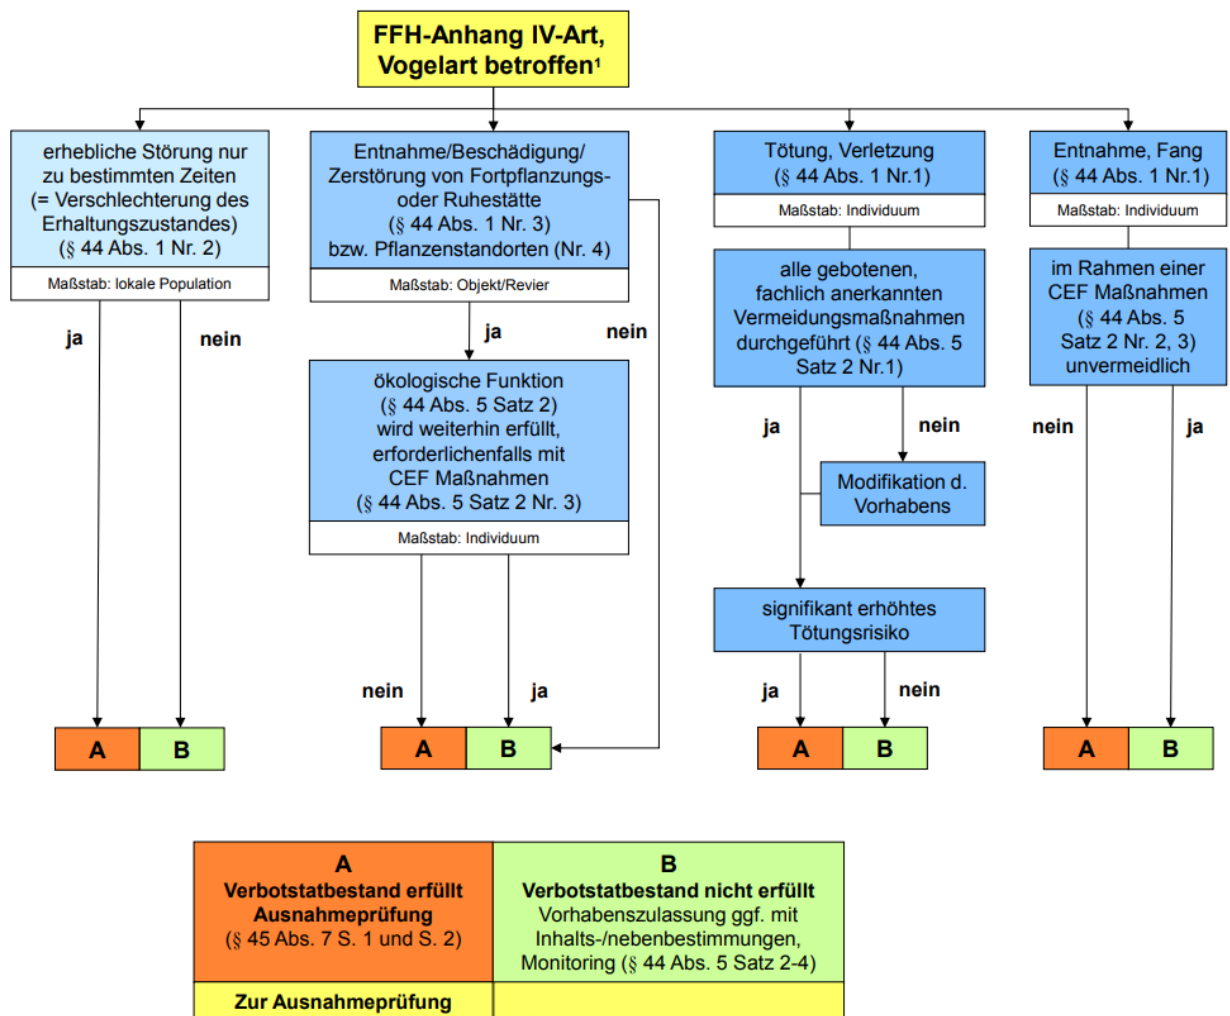 FFH-Anhang IV-Art,
Vogelart betroffen¹
erhebliche Störung nur
zu bestimmten Zeiten
(= Verschlechterung des
Erhaltungszustandes)
(§ 44 Abs. 1 Nr. 2)
Maßstab: lokale Population
ja
nein
Entnahme/Beschädigung/
Zerstörung von Fortpflanzungs-
oder Ruhestätte
(§ 44 Abs. 1 Nr. 3)
bzw. Pflanzenstandorten (Nr. 4)
Maßstab: Objekt/Revier
ja
nein
ökologische Funktion
(§ 44 Abs. 5 Satz 2)
wird weiterhin erfüllt,
erforderlichenfalls mit
CEF Maßnahmen
(§ 44 Abs. 5 Satz 2 Nr. 3)
Maßstab: Individuum
nein
ja
Tötung, Verletzung
(§ 44 Abs. 1 Nr.1)
Maßstab: Individuum
alle gebotenen,
fachlich anerkannten
Vermeidungsmaßnahmen
durchgeführt (§ 44 Abs. 5
Satz 2 Nr.1)
ja
nein
Modifikation d.
Vorhabens
signifikant erhöhtes
Tötungsrisiko
ja
nein
Entnahme, Fang
(§ 44 Abs. 1 Nr.1)
Maßstab: Individuum
im Rahmen einer
CEF Maßnahmen
(§ 44 Abs. 5
Satz 2 Nr. 2, 3)
unvermeidlich
nein
ja
A B
A B
A B
A B
A
Verbotstatbestand erfüllt
Ausnahmeprüfung
(§ 45 Abs. 7 S. 1 und S. 2)
B
Verbotstatbestand nicht erfüllt
Vorhabenszulassung ggf. mit
Inhalts-/nebenbestimmungen,
Monitoring (§ 44 Abs. 5 Satz 2-4)
Zur Ausnahmeprüfung